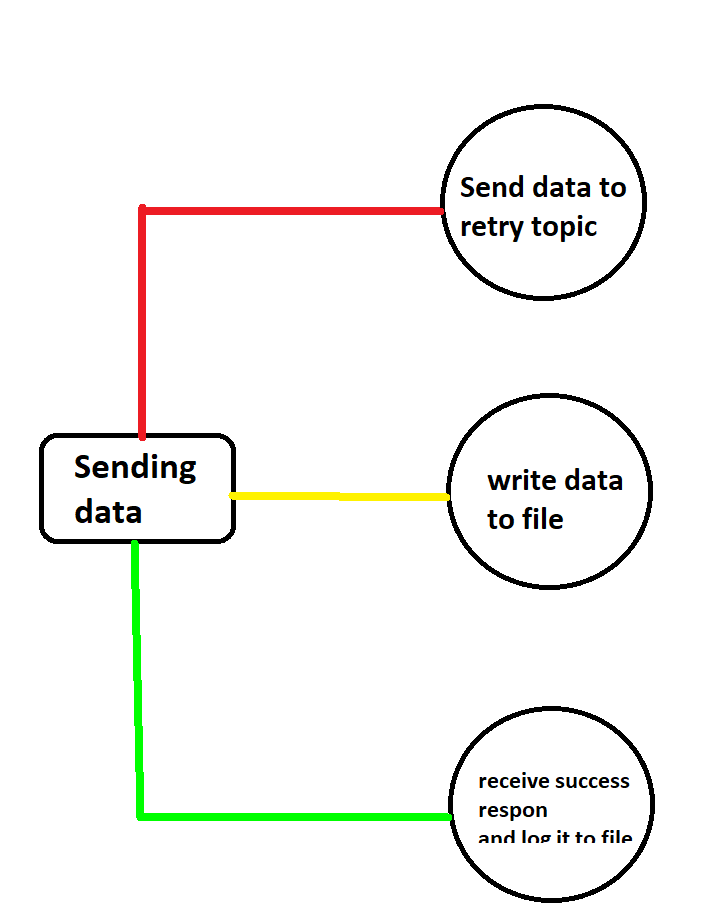 Send data to
retry topic
Sending
data
write data
to file
receive success
respon
and log it to file